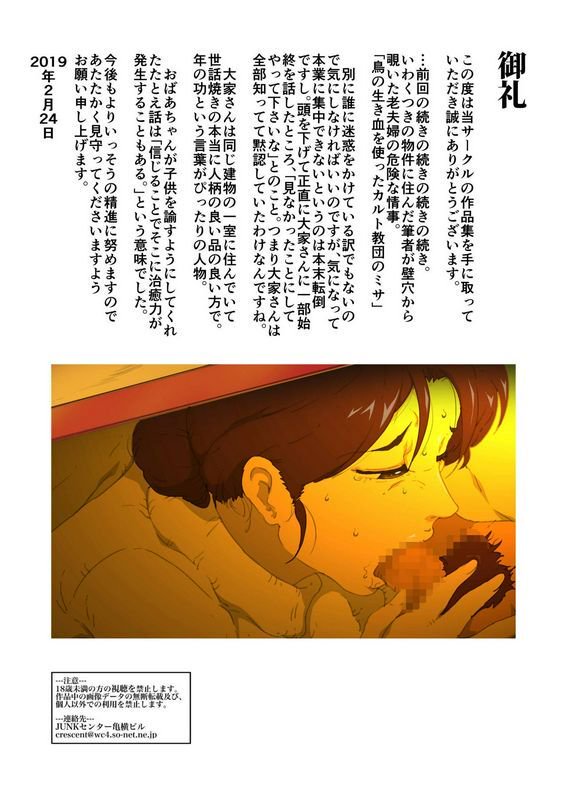 御礼
この度は当サークルの作品集を手に取って
いただき誠にありがとうございます。
…前回の続きの続きの続きの続き。
いわくつきの物件に住んだ筆者が壁穴から
覗いた老夫婦の危険な情事。
「鳥の生き血を使ったカルト教団のミサ」
別に誰に迷惑をかけている訳でもないの
で気にしなければいいのですが、気になって
本業に集中できないというのは本末転倒
ですし。頭を下げて正直に大家さんに一部始
終を話したところ、「見なかったことにして
やって下さいな」とのこと。つまり大家さんは
全部知ってて黙認していたわけなんですね。
大家さんは同じ建物の一室に住んでいて
世話焼きの本当に人柄の良い品の良い方で。
年の功という言葉がぴったりの人物。
おばあちゃんが子供を諭すようにしてくれ
たたとえ話は「信じることでそこに治癒力が
発生することもある。」という意味でした。
今後もよりいっそうの精進に努めますので
あたたかく見守ってくださいますよう
お願い申し上げます。
2019年2月24日
---注意---
18歳未満の方の視聴を禁止します。
作品中の画像データの無断転載及び、
個人以外での利用を禁止します。
---連絡先---
JUNKセンター亀横ビル
crescent@wc4.so-net.ne.jp